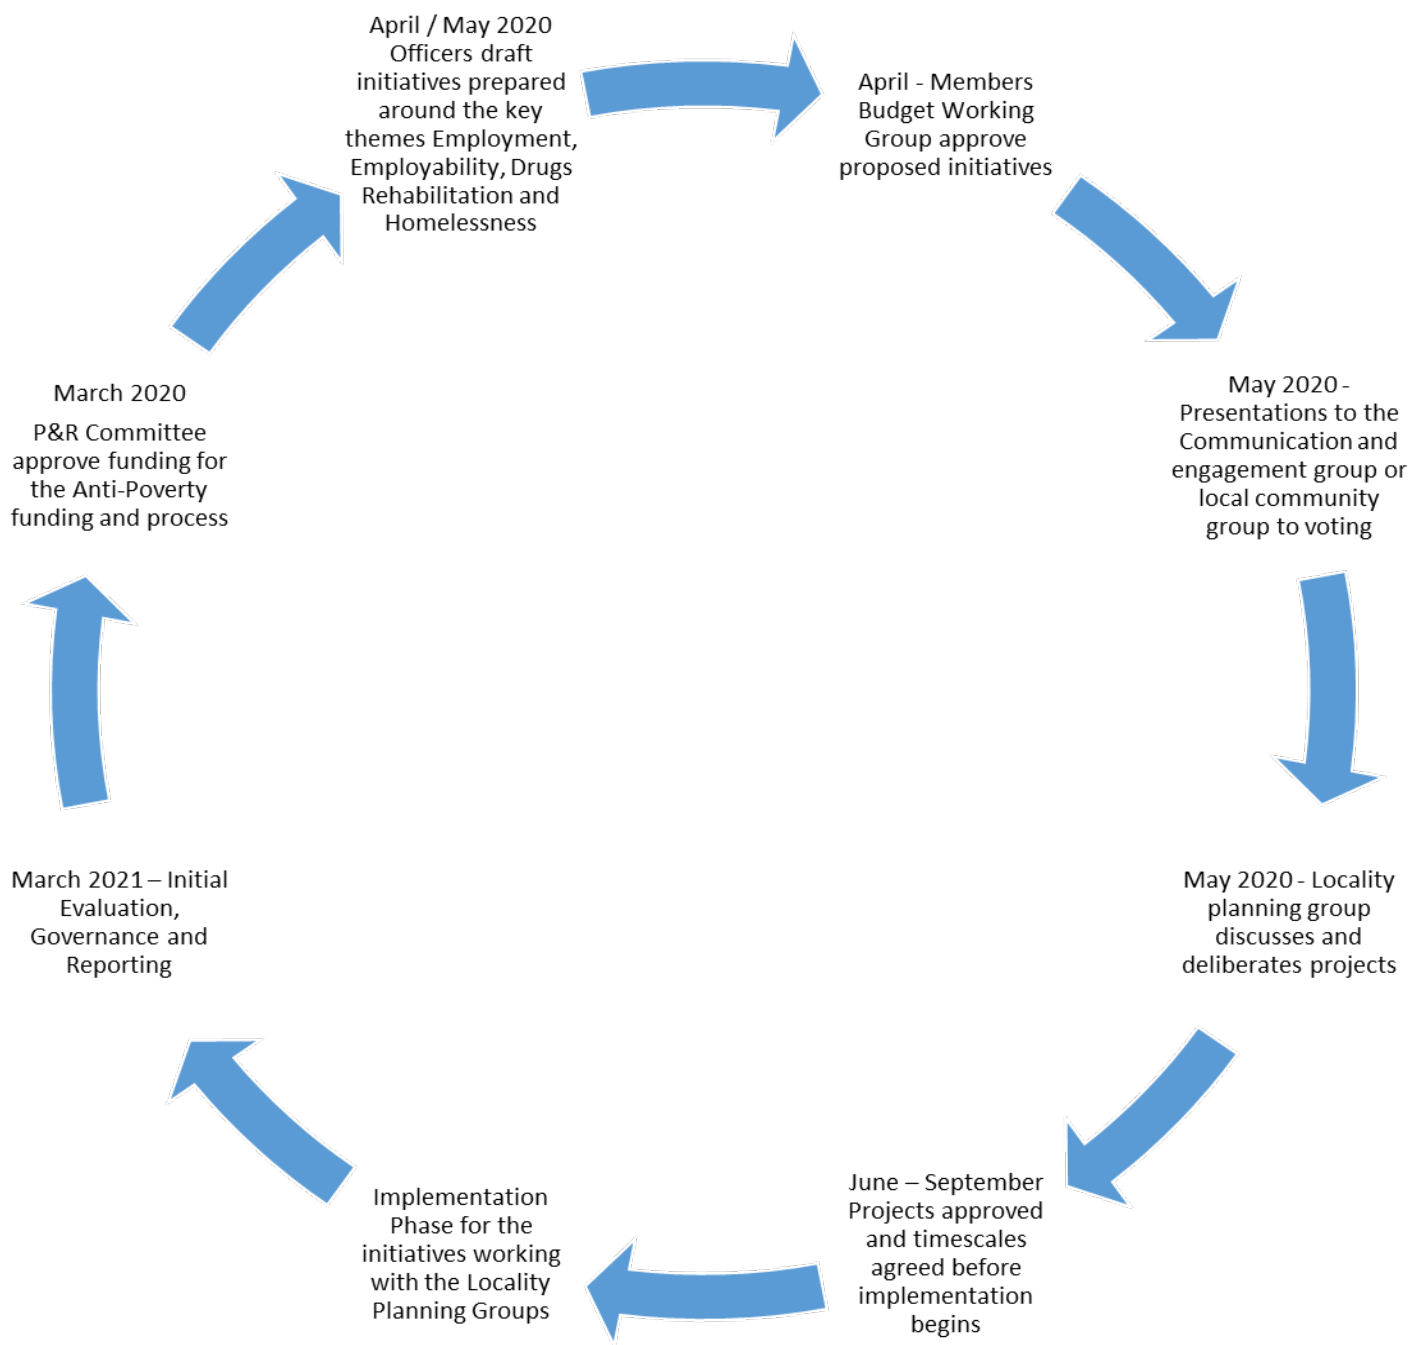 April / May 2020
Officers draft
initiatives prepared
around the key
themes Employment,
Employability, Drugs
Rehabilitation and
Homelessness
April - Members
Budget Working
Group approve
proposed initiatives
May 2020 -
Presentations to the
Communication and
engagement group or
local community
group to voting
May 2020 - Locality
planning group
discusses and
deliberates projects
June – September
Projects approved
and timescales
agreed before
implementation
begins
Implementation
Phase for the
initiatives working
with the Locality
Planning Groups
March 2021 – Initial
Evaluation,
Governance and
Reporting
March 2020
P&R Committee
approve funding for
the Anti-Poverty
funding and process